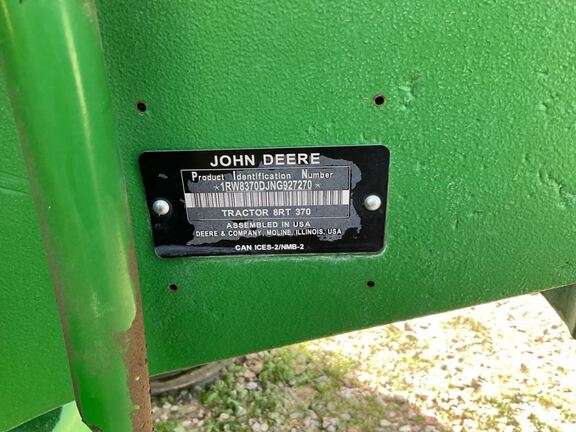 JOHN DEERE
Product Identification Number
*1RW8370DJNG927270*
TRACTOR 8RT 370
ASSEMBLED IN USA
DEERE & COMPANY, MOLINE, ILLINOIS, USA
CAN ICES-2/NMB-2